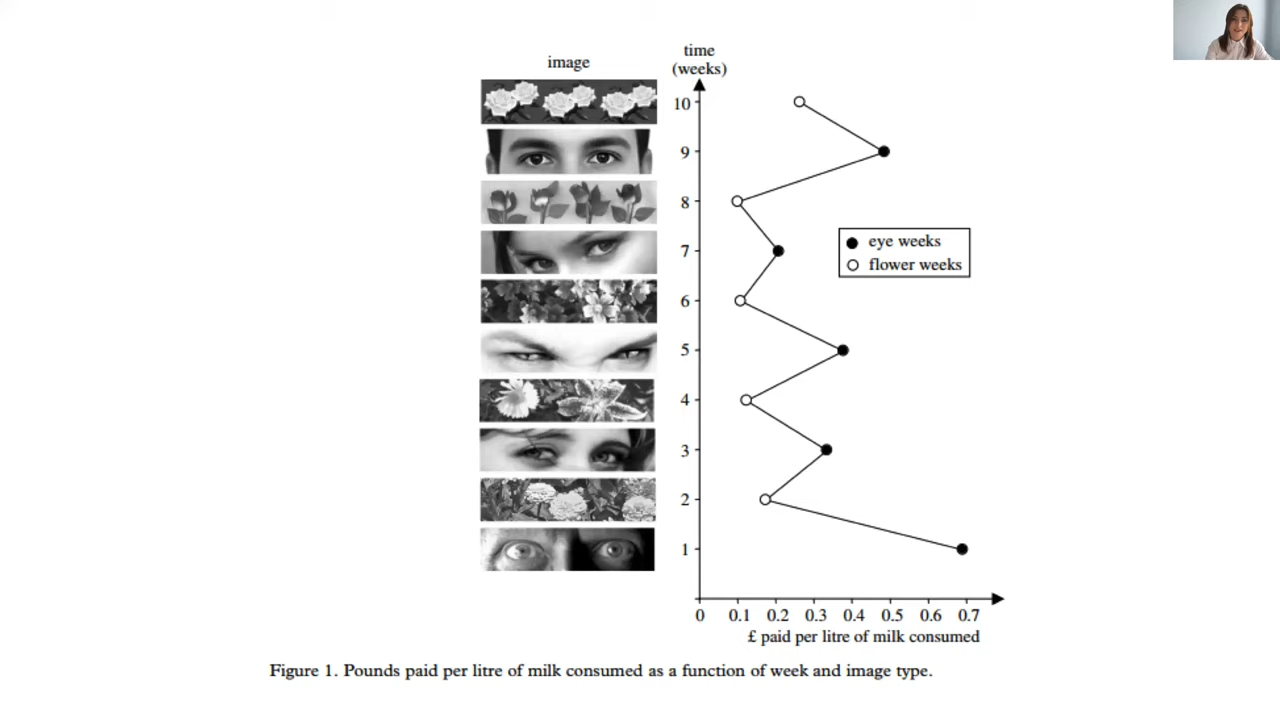 image
time
(weeks)
10
9
8
7
6
5
4
3
2
1
eye weeks
flower weeks
0 0.1 0.2 0.3 0.4 0.5 0.6 0.7
£ paid per litre of milk consumed
Figure 1. Pounds paid per litre of milk consumed as a function of week and image type.